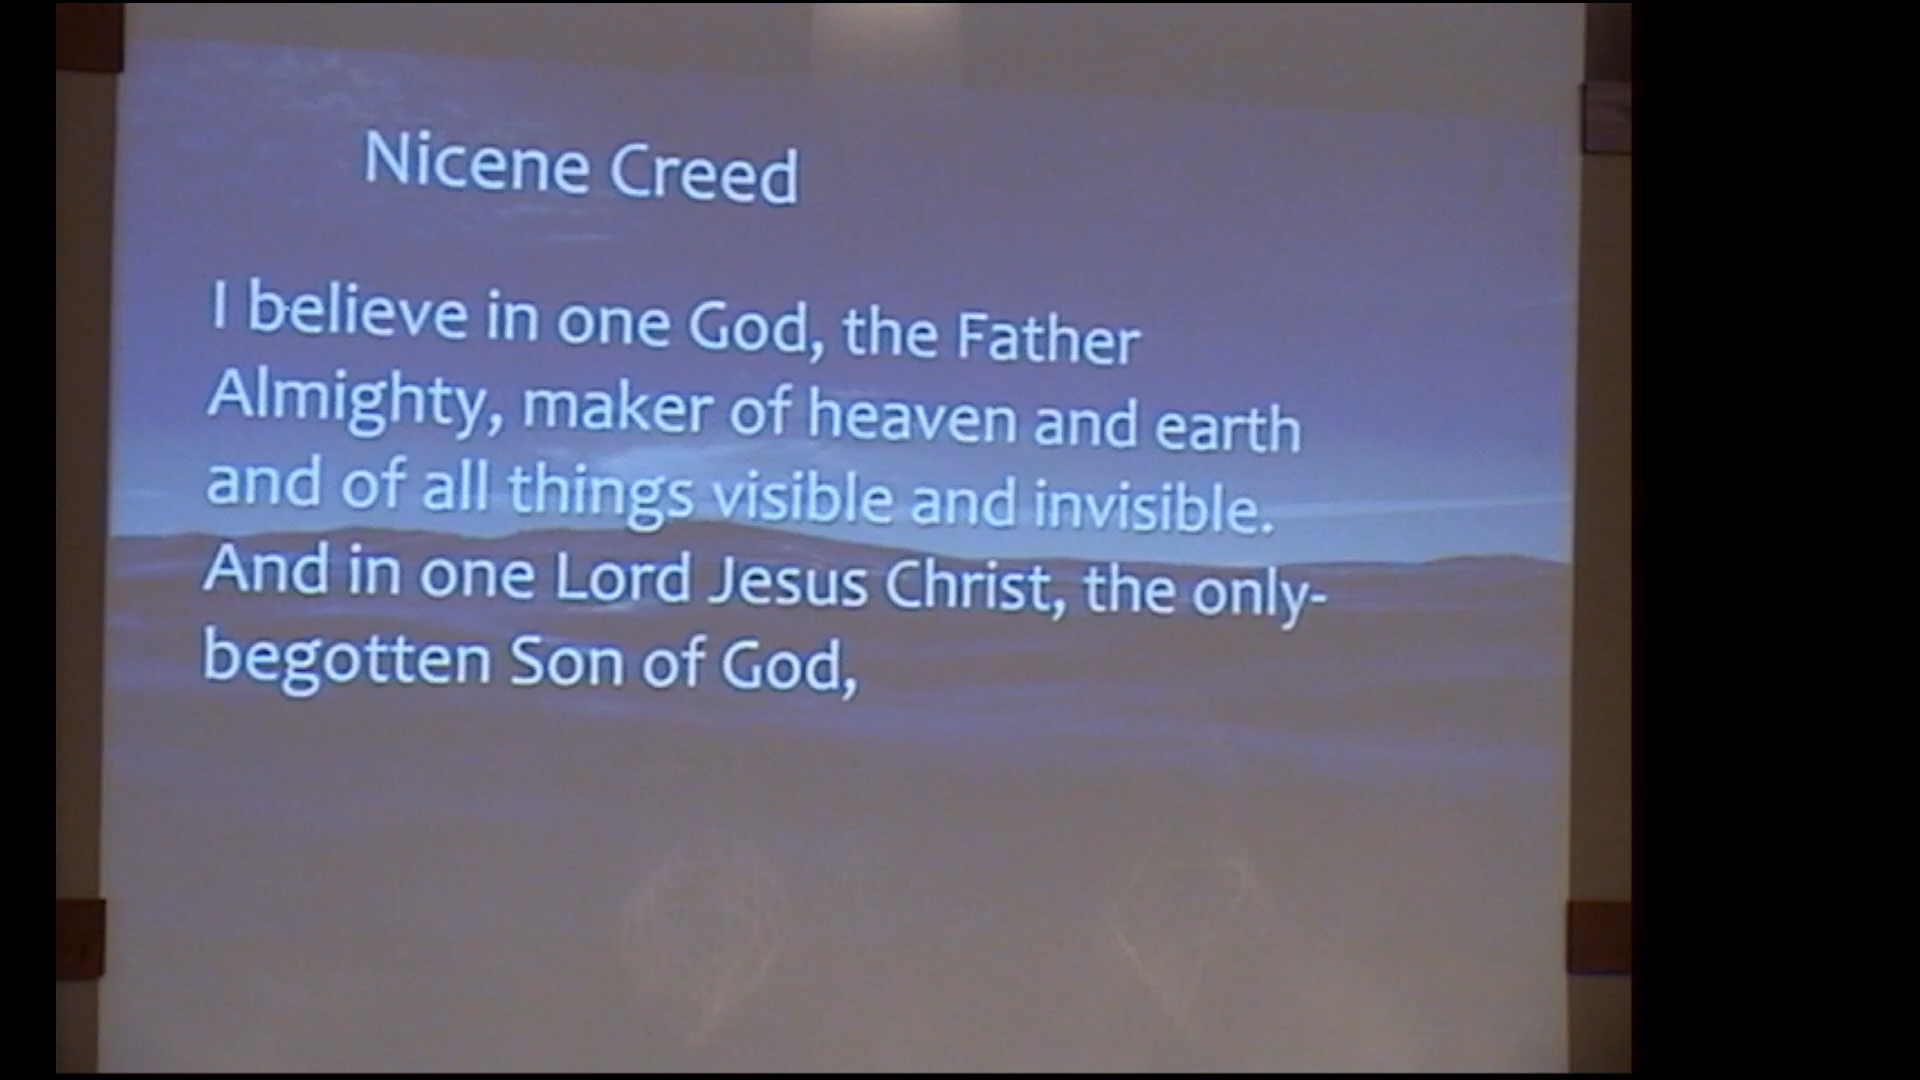 Nicene Creed
I believe in one God, the Father
Almighty, maker of heaven and earth
and of all things visible and invisible.
And in one Lord Jesus Christ, the only-
begotten Son of God,